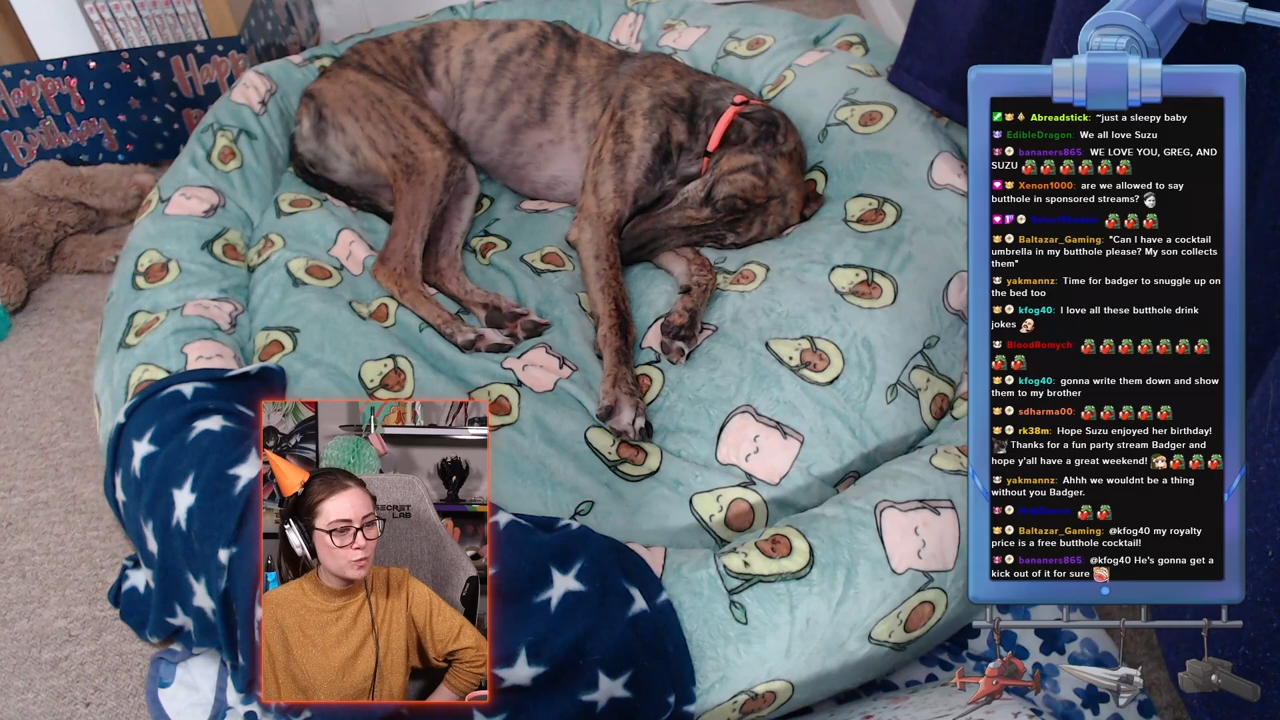 Happy
Birthday
Happy
B
SECRET
LAB
Abreadstick: ~just a sleepy baby
EdibleDragon: We all love Suzu
bananers865: WE LOVE YOU, GREG, AND
SUZU
Xenon1000: are we allowed to say
butthole in sponsored streams?
Baltazar_Gaming: "Can I have a cocktail
umbrella in my butthole please? My son collects
them"
yakmannz: Time for badger to snuggle up on
the bed too
kfog40: I love all these butthole drink
jokes
BloodRomych:
kfog40: gonna write them down and show
them to my brother
sdharma00:
rk38m: Hope Suzu enjoyed her birthday!
Thanks for a fun party stream Badger and
hope y'all have a great weekend!
yakmannz: Ahhh we wouldnt be a thing
without you Badger.
Baltazar_Gaming: @kfog40 my royalty
price is a free butthole cocktail!
bananers865: @kfog40 He's gonna get a
kick out of it for sure